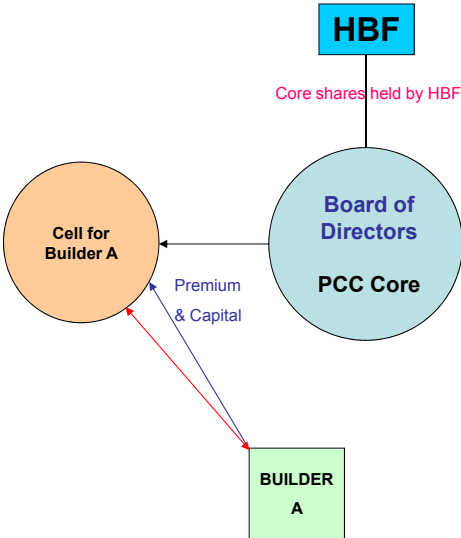 HBF
Core shares held by HBF
Board of
Directors
PCC Core
Cell for
Builder A
Premium
& Capital
BUILDER
A